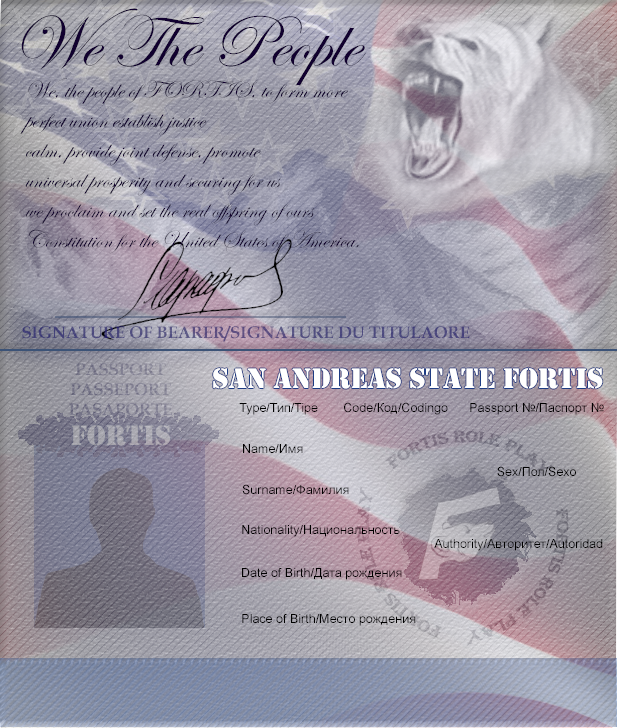 We The People
We, the people of FORTIS, to form more
perfect union establish justice
calm, provide joint defense, promote
universal prosperity and securing for us
we proclaim and set the real offspring of ours
Constitution for the United States of America.
SIGNATURE OF BEARER/SIGNATURE DU TITULAORE
PASSPORT
PASSEPORT
PASAPORTE
FORTIS
SAN ANDREAS STATE FORTIS
Type/Тип/Tipe Code/Код/Codingo Passport №/Паспорт №
Name/Имя
Sex/Пол/Sexo
Surname/Фамилия
Nationality/Национальность
Authority/Авторитет/Autoridad
Date of Birth/Дата рождения
Place of Birth/Место рождения
FORTIS ROLE PLAY
FORTIS ROLE PLAY
FORTIS ROLE PLAY
F